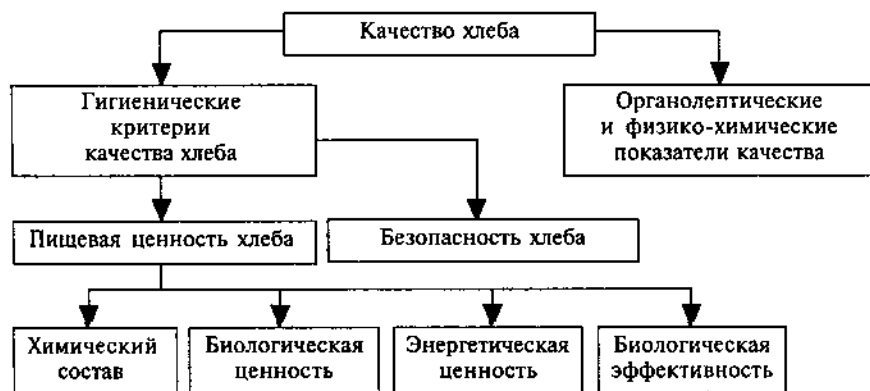 Качество хлеба
Гигиенические
критерии
качества хлеба
Органолептические
и физико-химические
показатели качества
Пищевая ценность хлеба
Безопасность хлеба
Химический
состав
Биологическая
ценность
Энергетическая
ценность
Биологическая
эффективность